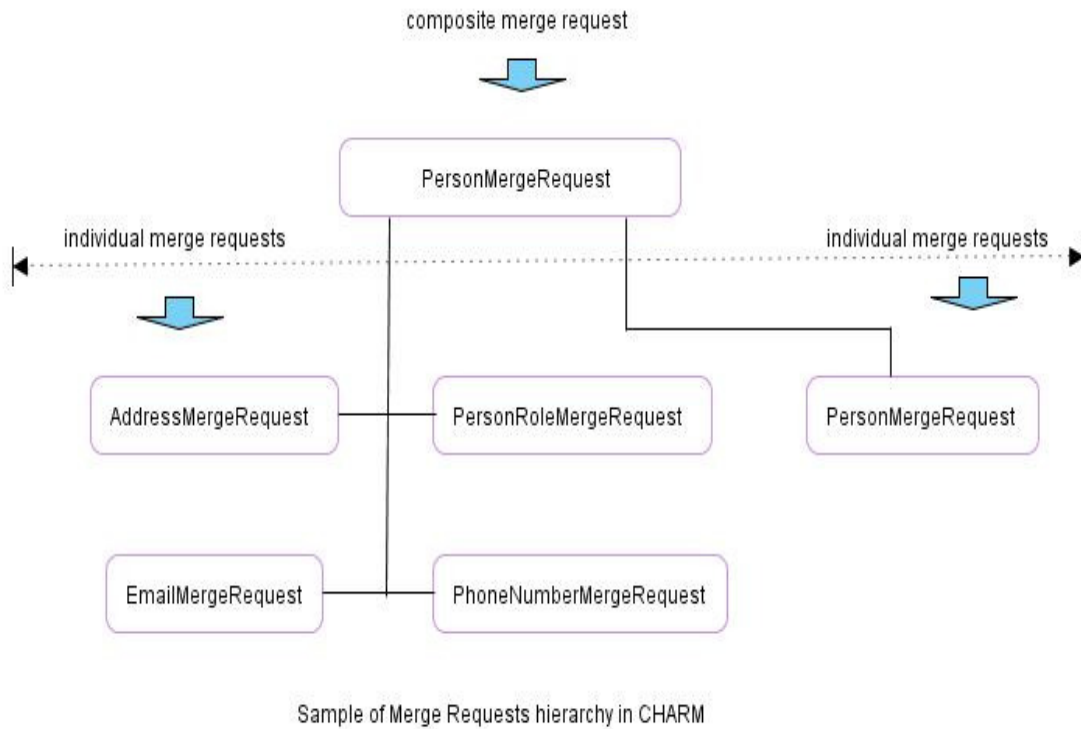 composite merge request
PersonMergeRequest
individual merge requests
individual merge requests
AddressMergeRequest
PersonRoleMergeRequest
PersonMergeRequest
EmailMergeRequest
PhoneNumberMergeRequest
Sample of Merge Requests hierarchy in CHARM